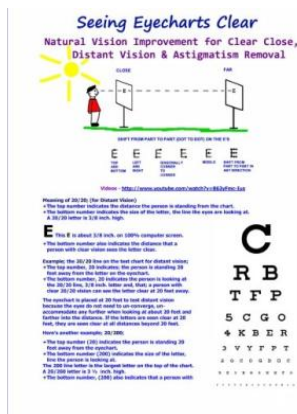 Seeing Eyecharts Clear
Natural Vision Improvement for Clear Close,
Distant Vision & Astigmatism Removal
CLOSE
FAR
E
E
SHIFT FROM PART TO PART (DOT TO DOT) ON THE E'S
E E E E E E
TOP AND BOTTOM
LEFT AND RIGHT
DIAGONALLY CORNER TO CORNER
MIDDLE
SHIFT FROM PART TO PART IN ANY DIRECTION
Meaning of 20/20; (for Distant Vision)
• The top number indicates the distance the person is standing from the chart.
• The bottom number indicates the size of the letter, the line the eyes are looking at.
A 20/20 letter is 3/8 inch. high.
E This E is about 3/8 inch. on 100% computer screen.
• The bottom number also indicates the distance that a
person with clear vision sees the letter clear.
Example; the 20/20 line on the test chart for distant vision;
• The top number, 20 indicates; the person is standing 20
feet away from the letter on the eyechart.
• The bottom number, 20 indicates the person is looking at
the 20/20 line, 3/8 inch. letter and, that; a person with
clear 20/20 vision can see the letter clear at 20 feet away.
The eyechart is placed at 20 feet to test distant vision
because the eyes do not need to un-converge, un-
accommodate any further when looking at about 20 feet and
farther into the distance. If the letters are seen clear at 20
feet, they are seen clear at all distances beyond 20 feet.
Here's another example; 20/200;
• The top number (20) indicates the person is standing 20
feet away from the eyechart.
• The bottom number (200) indicates the size of the letter,
line the person is looking at.
The 200 line letter is the largest letter on the top of the chart.
A 20/200 letter is 3 ½ inch. high.
• The bottom number, (200) also indicates that a person with
C
R B
T F P
5 C G O
4 K B E R
3 V Y F P T